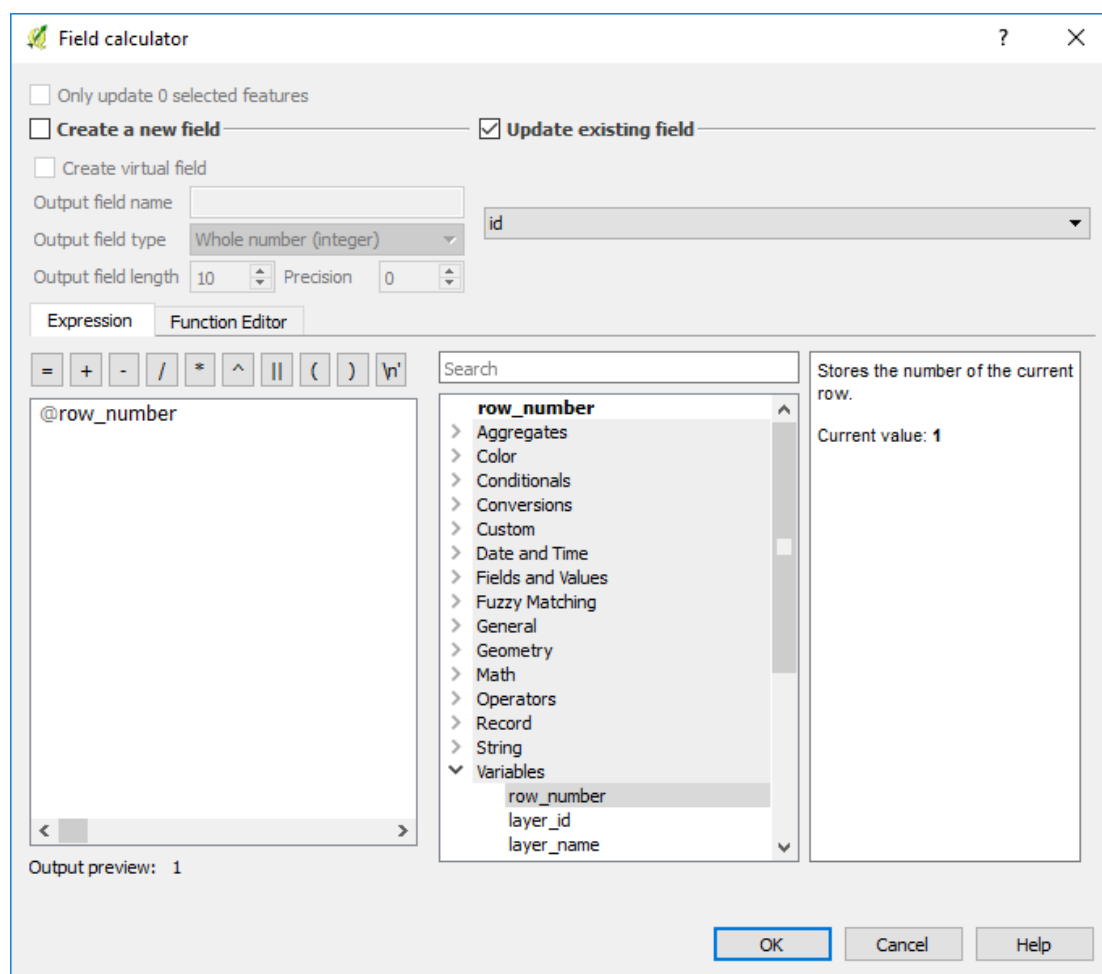 Field calculator ?
Only update 0 selected features
Create a new field
Update existing field
Create virtual field
Output field name
id
Output field type Whole number (integer)
Output field length 10 Precision 0
Expression Function Editor
= + - / * ^ || ( ) \n'
@row_number
Output preview: 1
Search
row_number
Aggregates
Color
Conditionals
Conversions
Custom
Date and Time
Fields and Values
Fuzzy Matching
General
Geometry
Math
Operators
Record
String
Variables
row_number
layer_id
layer_name
Stores the number of the current
row.
Current value: 1
OK Cancel Help